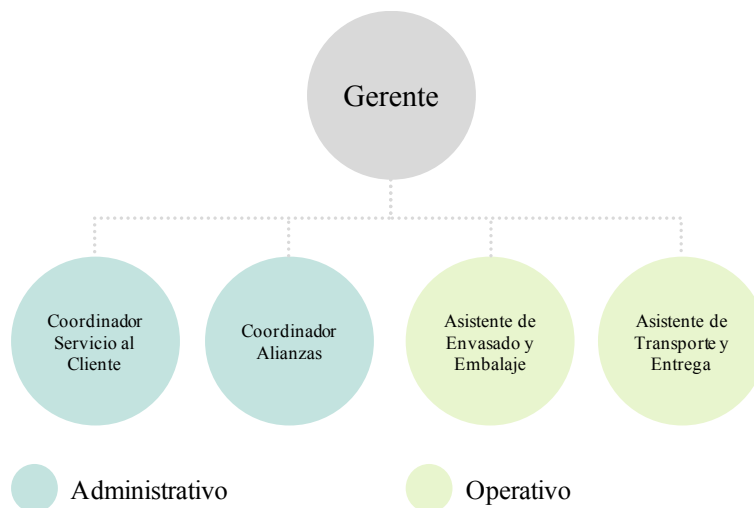 Gerente
Coordinador
Servicio al
Cliente
Coordinador
Alianzas
Asistente de
Envasado y
Embalaje
Asistente de
Transporte y
Entrega
Administrativo
Operativo